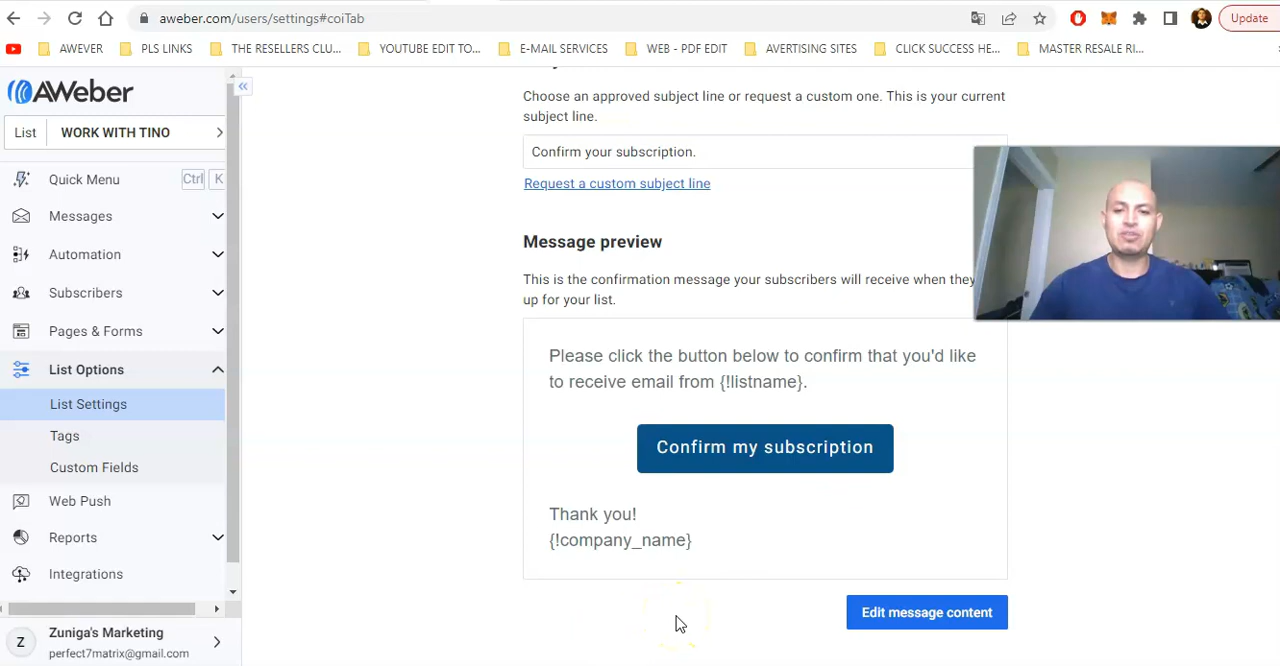 aweber.com/users/settings#coiTab
Update
AWEVER
PLS LINKS
THE RESELLERS CLU...
YOUTUBE EDIT TO...
E-MAIL SERVICES
WEB - PDF EDIT
AVERTISING SITES
CLICK SUCCESS HE...
MASTER RESALE RI...
AWeber
List
WORK WITH TINO
Quick Menu
Ctrl
K
Messages
Automation
Subscribers
Pages & Forms
List Options
List Settings
Tags
Custom Fields
Web Push
Reports
Integrations
Z
Zuniga's Marketing
perfect7matrix@gmail.com
Choose an approved subject line or request a custom one. This is your current
subject line.
Confirm your subscription.
Request a custom subject line
Message preview
This is the confirmation message your subscribers will receive when they
up for your list.
Please click the button below to confirm that you'd like
to receive email from {!listname}.
Confirm my subscription
Thank you!
{!company_name}
Edit message content